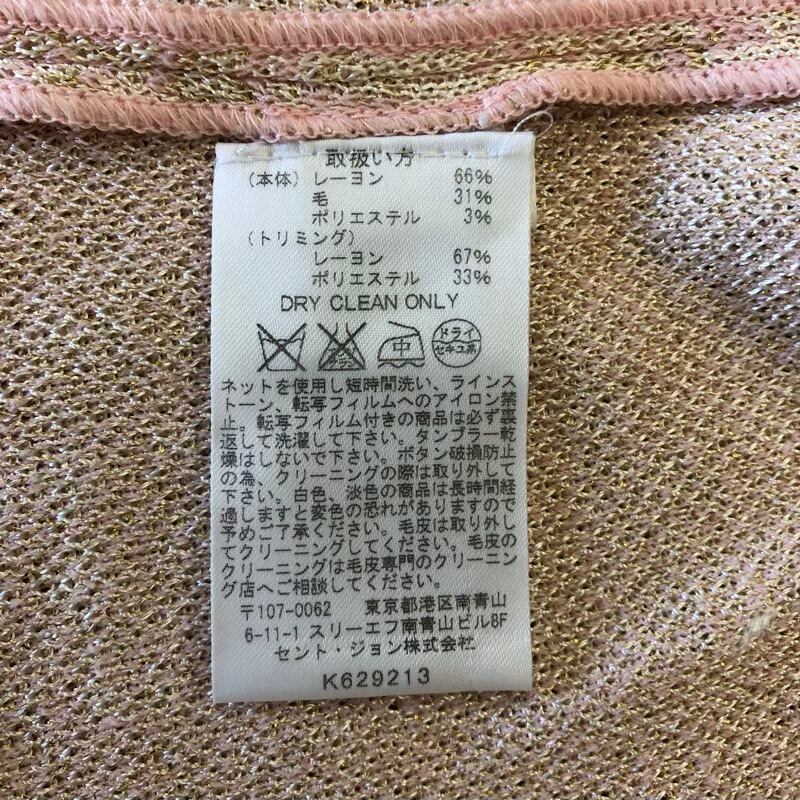 取扱い方
(本体) レーヨン 66%
毛 31%
ポリエステル 3%
(トリミング)
レーヨン 67%
ポリエステル 33%
DRY CLEAN ONLY
中 ドライ
セキユ系
ネットを使用し短時間洗い、ラインス
トーン、転写フィルムへのアイロン禁
止。転写フィルム付きの商品は必ず裏
返して洗濯して下さい。タンブラー乾
燥はしないで下さい。ボタン破損防止
の為、クリーニングの際は取り外して
下さい。白色、淡色の商品は長時間経
過しますと変色の恐れがありますので
予めご了承ください。毛皮は取り外し
てクリーニングしてください。毛皮の
クリーニングは毛皮専門のクリーニン
グ店へご相談してください。
〒107-0062 東京都港区南青山
6-11-1 スリーエフ南青山ビル8F
セント・ジョン株式会社
K629213